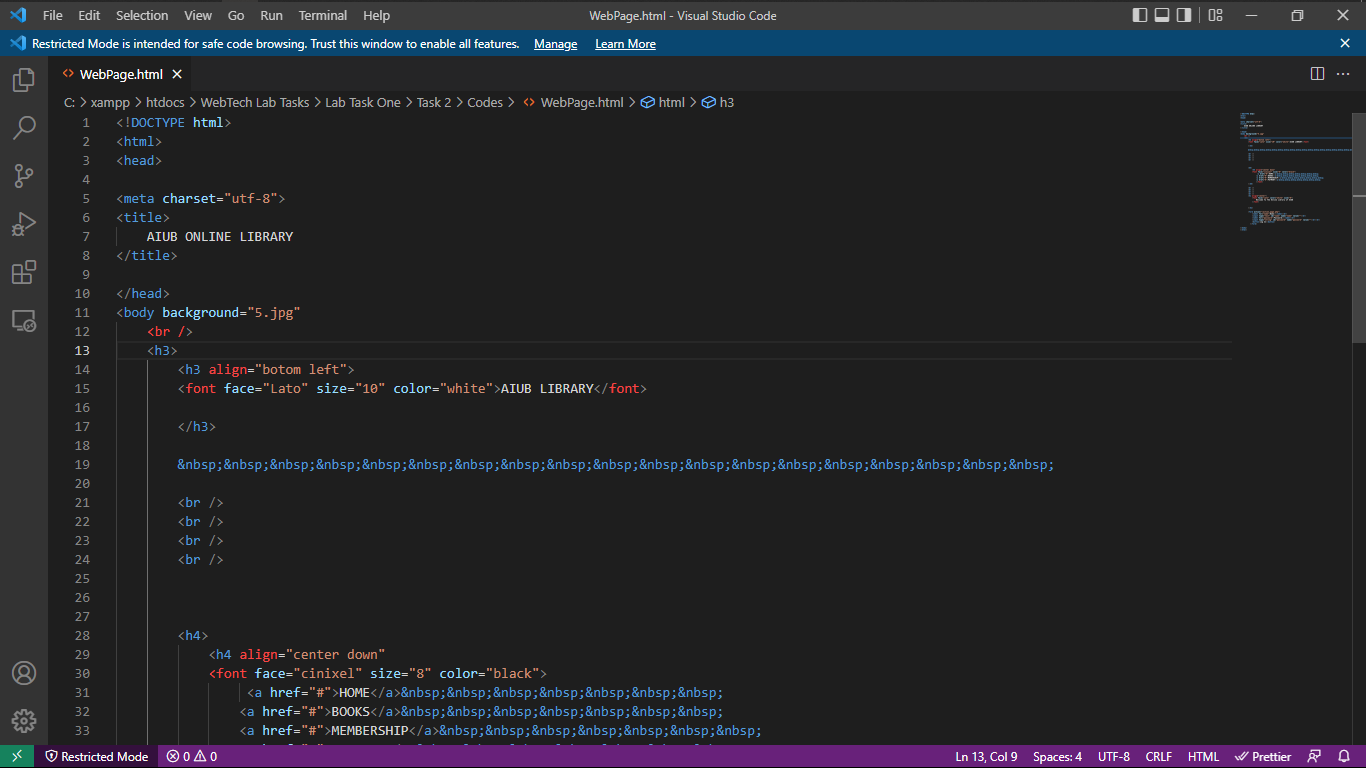 File Edit Selection View Go Run Terminal Help WebPage.html - Visual Studio Code
Restricted Mode is intended for safe code browsing. Trust this window to enable all features. Manage Learn More
WebPage.html
C: > xampp > htdocs > WebTech Lab Tasks > Lab Task One > Task 2 > Codes > WebPage.html > html > h3
1 <!DOCTYPE html>
2 <html>
3 <head>
4
5 <meta charset="utf-8">
6 <title>
7 AIUB ONLINE LIBRARY
8 </title>
9
10 </head>
11 <body background="5.jpg"
12 <br />
13 <h3>
14 <h3 align="botom left">
15 <font face="Lato" size="10" color="white">AIUB LIBRARY</font>
16
17 </h3>
18
19 &nbsp;&nbsp;&nbsp;&nbsp;&nbsp;&nbsp;&nbsp;&nbsp;&nbsp;&nbsp;&nbsp;&nbsp;&nbsp;&nbsp;&nbsp;&nbsp;&nbsp;&nbsp;&nbsp;
20
21 <br />
22 <br />
23 <br />
24 <br />
25
26
27
28 <h4>
29 <h4 align="center down"
30 <font face="cinixel" size="8" color="black">
31 <a href="#">HOME</a>&nbsp;&nbsp;&nbsp;&nbsp;&nbsp;&nbsp;&nbsp;
32 <a href="#">BOOKS</a>&nbsp;&nbsp;&nbsp;&nbsp;&nbsp;&nbsp;&nbsp;
33 <a href="#">MEMBERSHIP</a>&nbsp;&nbsp;&nbsp;&nbsp;&nbsp;&nbsp;&nbsp;
Restricted Mode 0 0 Ln 13, Col 9 Spaces: 4 UTF-8 CRLF HTML Prettier